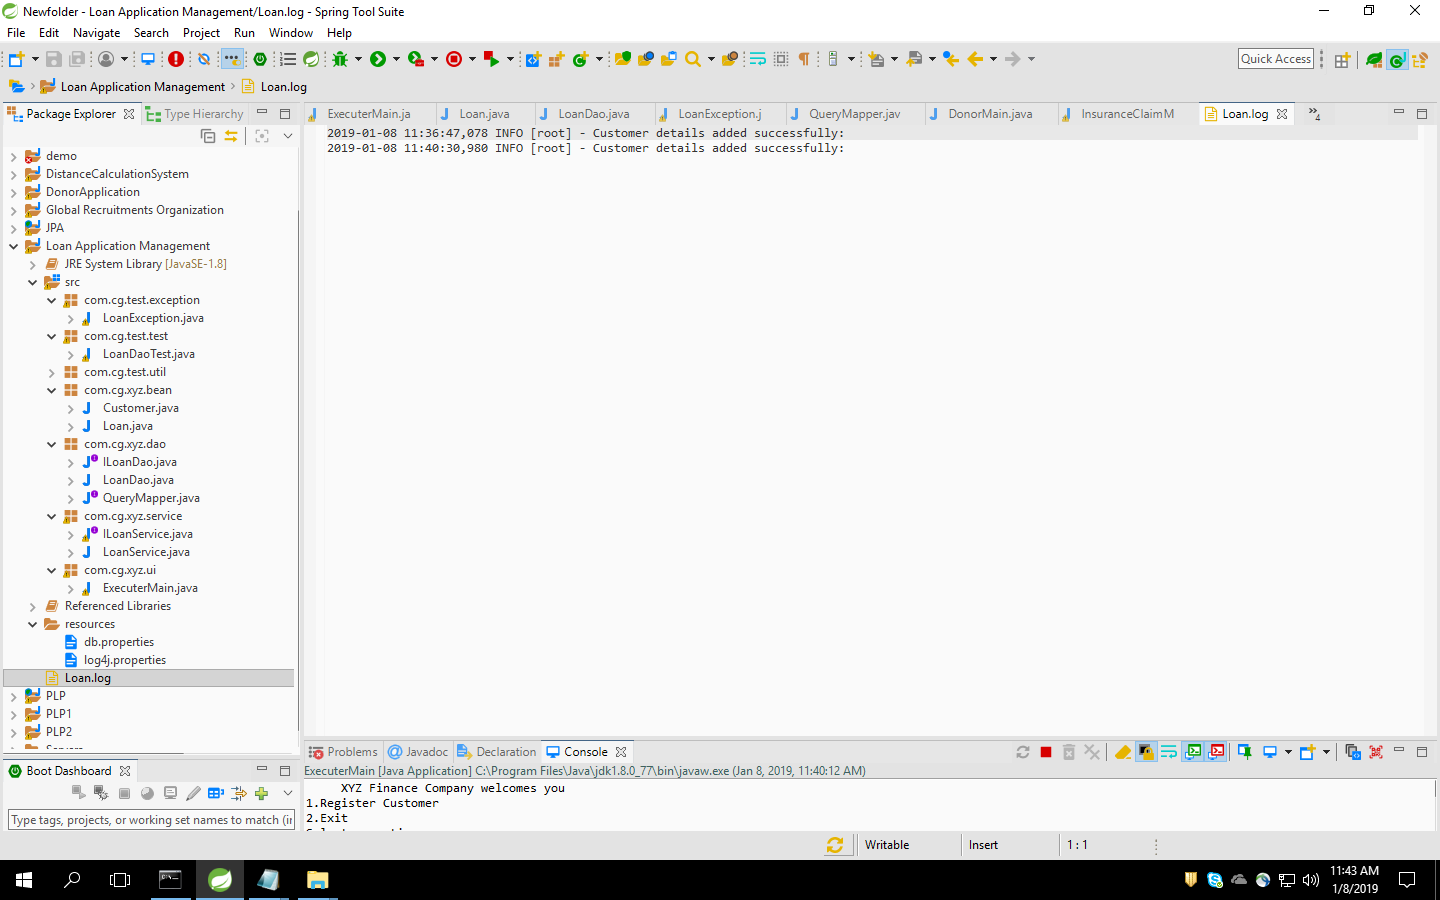 Newfolder - Loan Application Management/Loan.log - Spring Tool Suite
File Edit Navigate Search Project Run Window Help
Quick Access
Loan Application Management Loan.log
Package Explorer Type Hierarchy
demo
DistanceCalculationSystem
DonorApplication
Global Recruitments Organization
JPA
Loan Application Management
JRE System Library [JavaSE-1.8]
src
com.cg.test.exception
LoanException.java
com.cg.test.test
LoanDaoTest.java
com.cg.test.util
com.cg.xyz.bean
Customer.java
Loan.java
com.cg.xyz.dao
ILoanDao.java
LoanDao.java
QueryMapper.java
com.cg.xyz.service
ILoanService.java
LoanService.java
com.cg.xyz.ui
ExecuterMain.java
Referenced Libraries
resources
db.properties
log4j.properties
Loan.log
PLP
PLP1
PLP2
ExecuterMain.ja Loan.java LoanDao.java LoanException.j QueryMapper.jav DonorMain.java InsuranceClaimM Loan.log 4
2019-01-08 11:36:47,078 INFO [root] - Customer details added successfully:
2019-01-08 11:40:30,980 INFO [root] - Customer details added successfully:
Problems Javadoc Declaration Console
ExecuterMain [Java Application] C:\Program Files\Java\jdk1.8.0_77\bin\javaw.exe (Jan 8, 2019, 11:40:12 AM)
XYZ Finance Company welcomes you
1.Register Customer
2.Exit
Boot Dashboard
Type tags, projects, or working set names to match (ir
Writable Insert 1 : 1
11:43 AM
1/8/2019